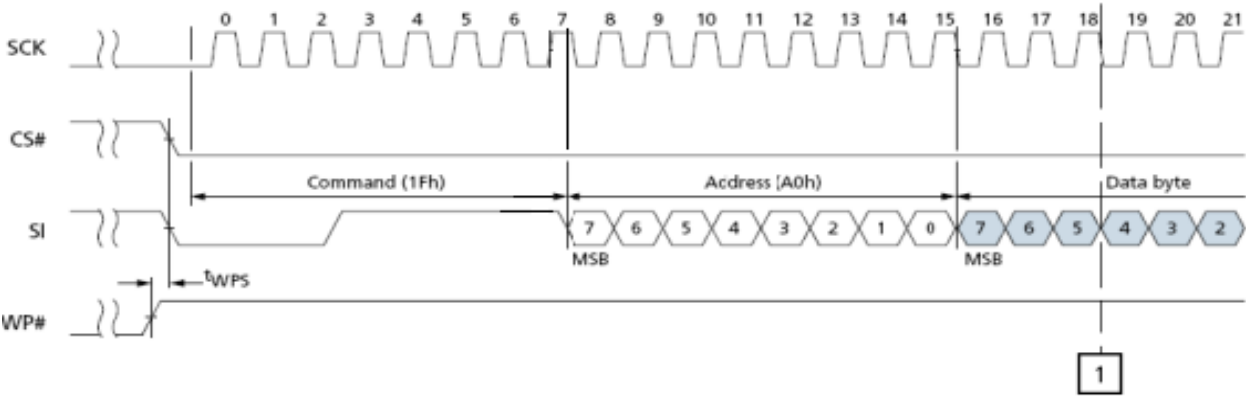 0 1 2 3 4 5 6 7 8 9 10 11 12 13 14 15 16 17 18 19 20 21
SCK
CS#
Command (1Fh) Address (A0h) Data byte
SI 7 6 5 4 3 2 1 0 7 6 5 4 3 2
MSB MSB
tWPS
WP#
1